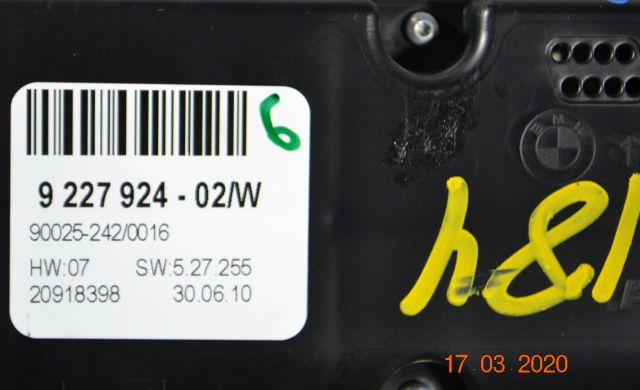 6
9 227 924 - 02/W
90025-242/0016
HW:07 SW:5.27.255
20918398 30.06.10
BMW
h&
17 03 2020